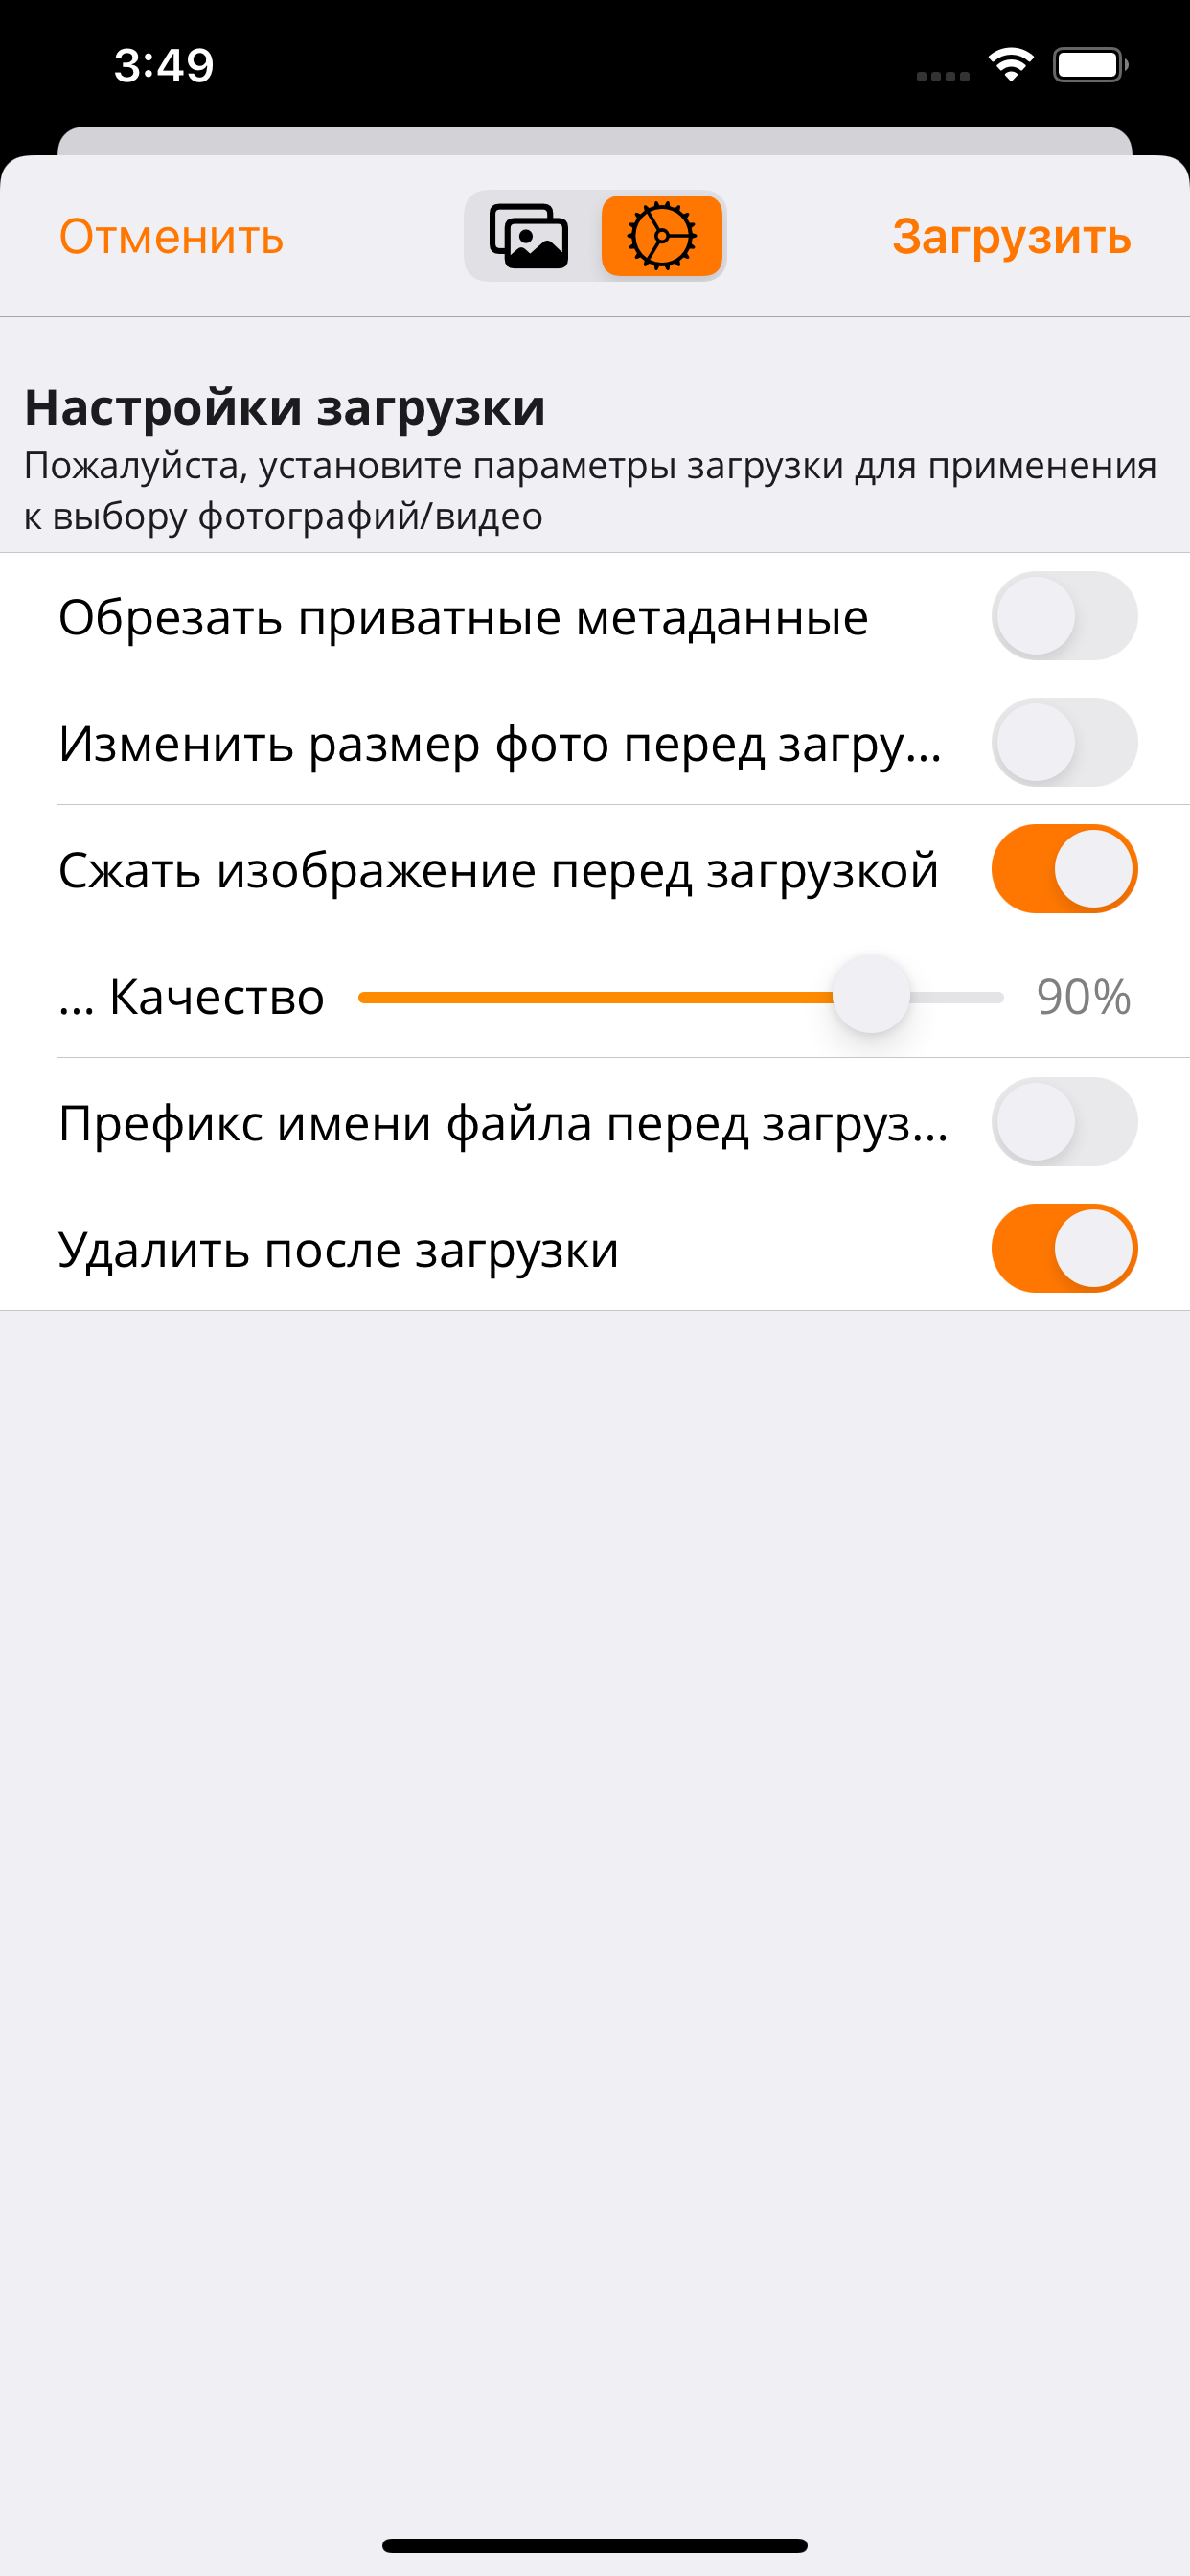 3:49
Отменить
Загрузить
Настройки загрузки
Пожалуйста, установите параметры загрузки для применения
к выбору фотографий/видео
Обрезать приватные метаданные
Изменить размер фото перед загру...
Сжать изображение перед загрузкой
... Качество 90%
Префикс имени файла перед загруз...
Удалить после загрузки